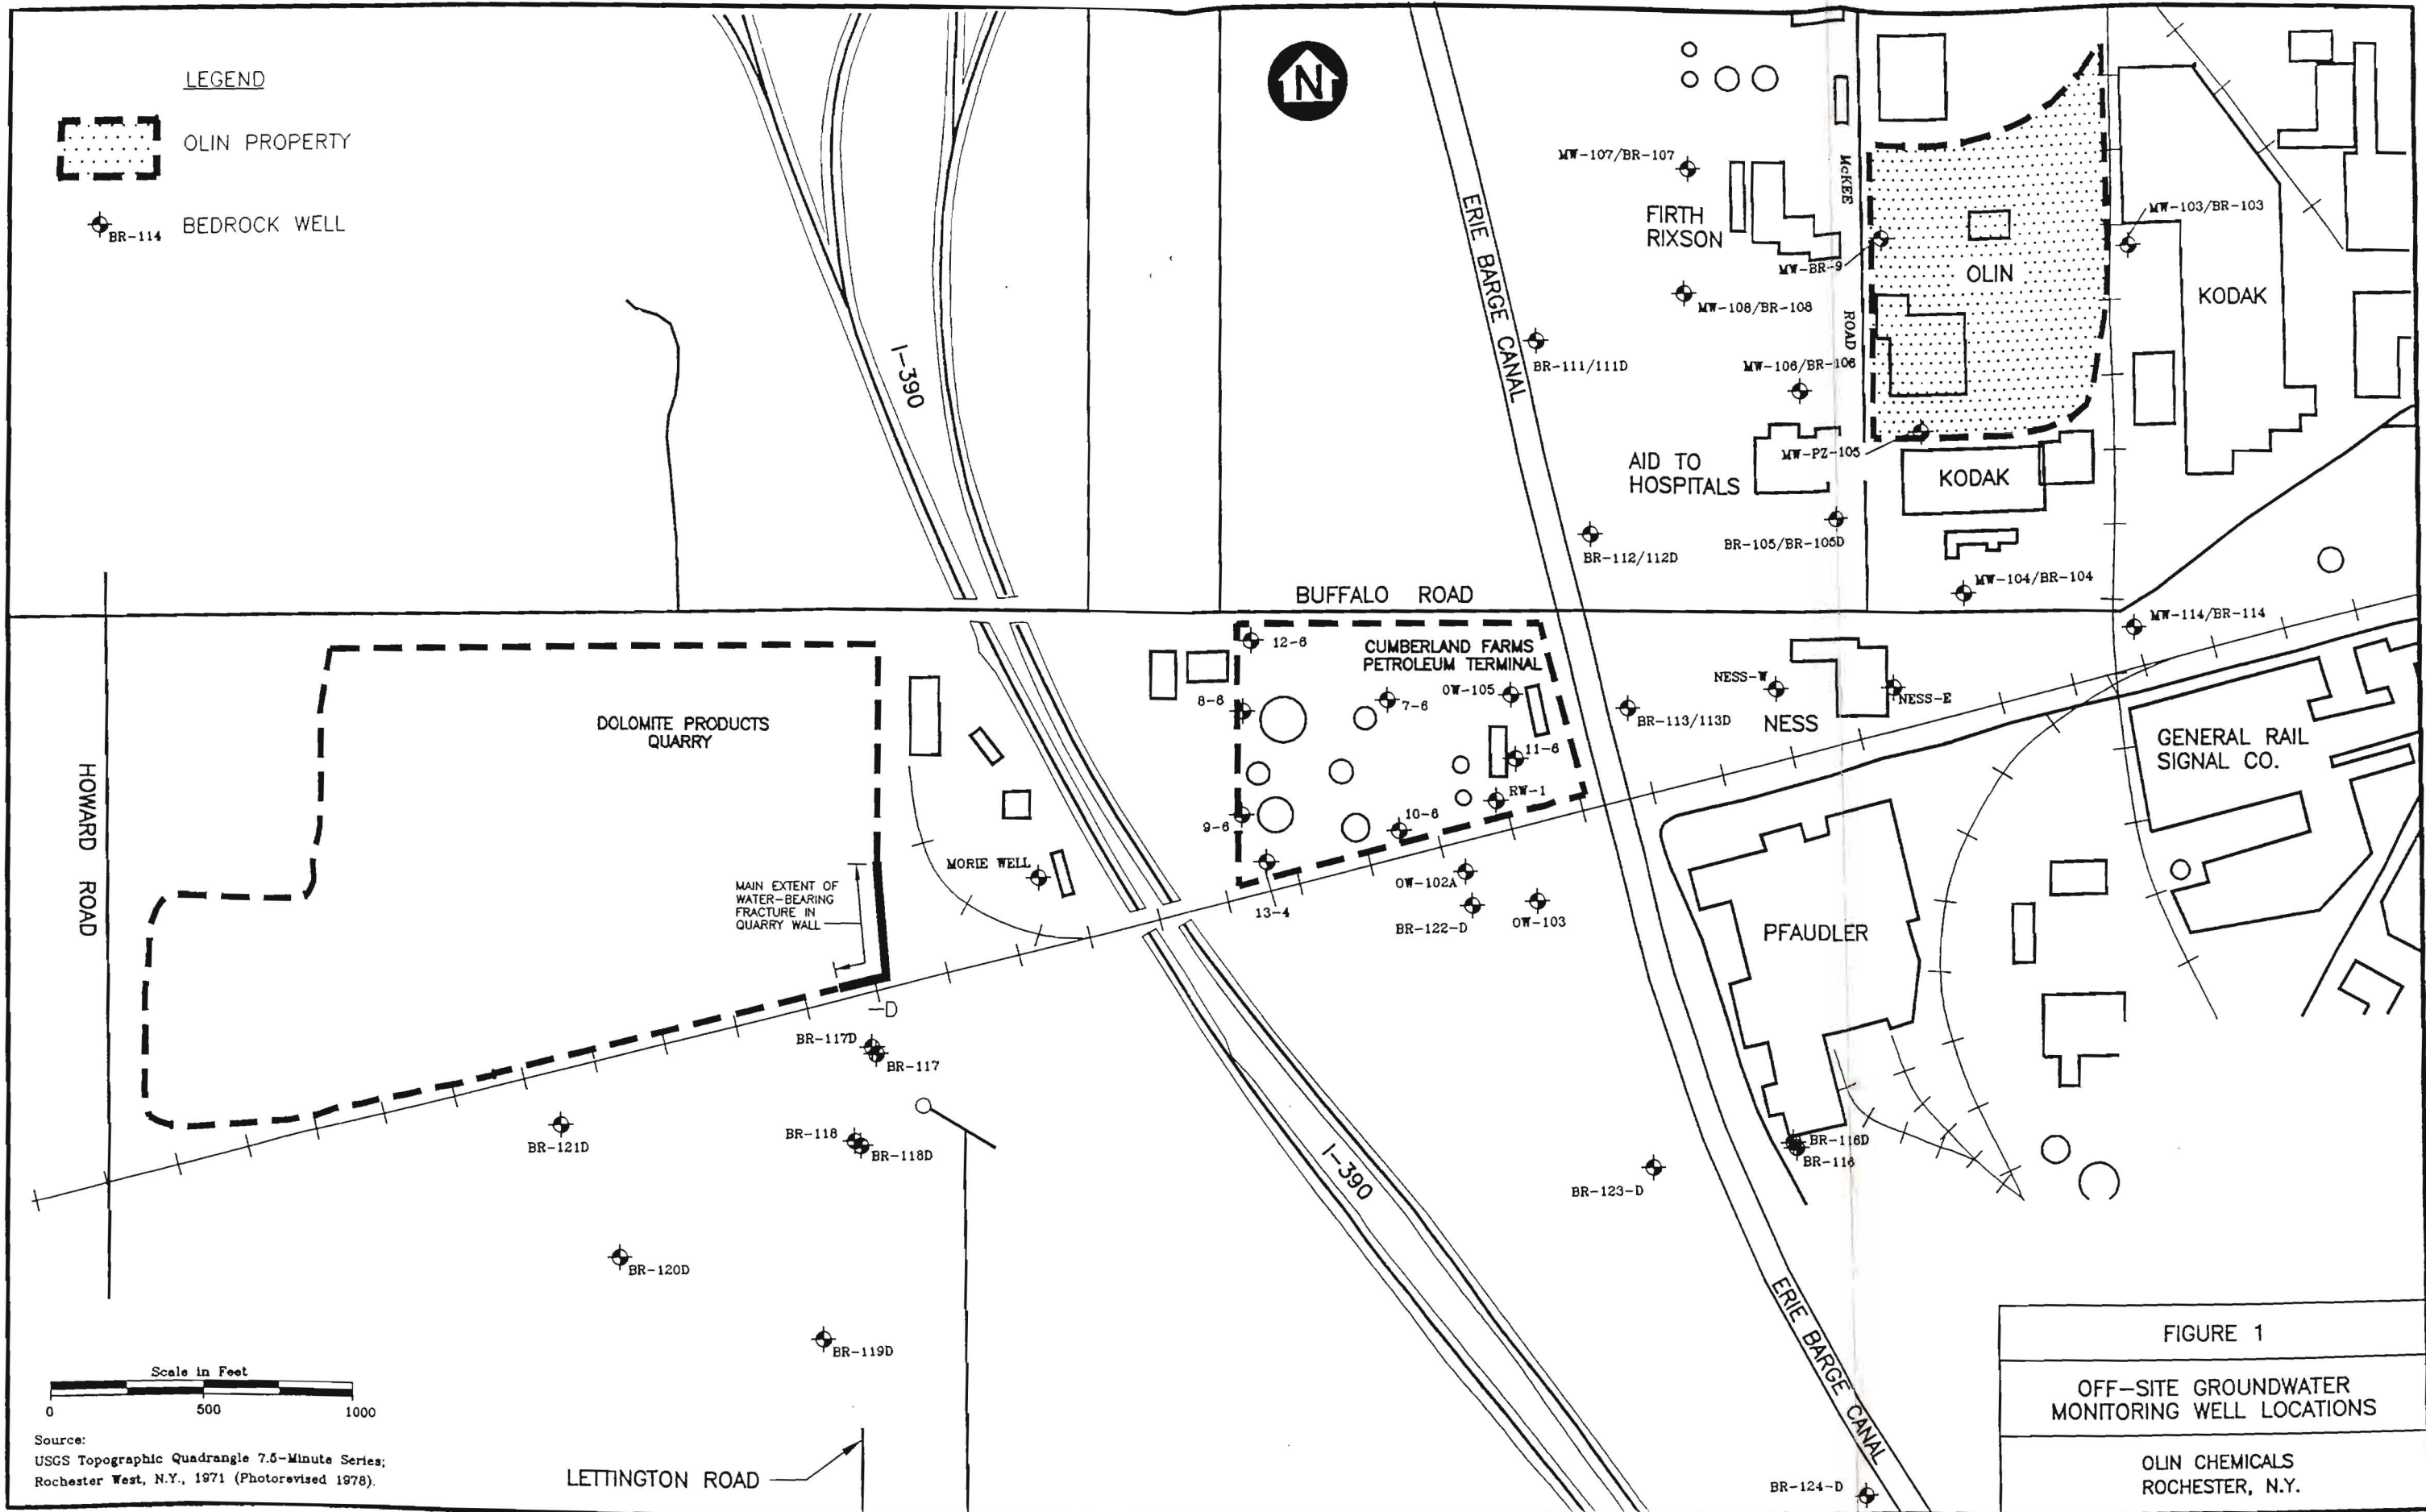 LEGEND
OLIN PROPERTY
BR-114
BEDROCK WELL
N
I-390
ERIE BARGE CANAL
MW-107/BR-107
FIRTH
RIXSON
McKEE
ROAD
MW-BR-9
MW-108/BR-108
BR-111/111D
MW-106/BR-106
OLIN
MW-103/BR-103
KODAK
AID TO
HOSPITALS
MW-PZ-105
KODAK
BR-112/112D
BR-105/BR-105D
MW-104/BR-104
BUFFALO ROAD
MW-114/BR-114
HOWARD ROAD
DOLOMITE PRODUCTS
QUARRY
MAIN EXTENT OF
WATER-BEARING
FRACTURE IN
QUARRY WALL
MORIE WELL
12-6
CUMBERLAND FARMS
PETROLEUM TERMINAL
8-6
7-6
OW-105
11-6
RW-1
9-6
10-6
13-4
OW-102A
BR-122-D
OW-103
BR-113/113D
NESS-W
NESS
NESS-E
GENERAL RAIL
SIGNAL CO.
PFAUDLER
-D
BR-117D
BR-117
BR-121D
BR-118
BR-118D
BR-120D
BR-119D
I-390
BR-123-D
BR-116D
BR-116
ERIE BARGE CANAL
BR-124-D
Scale in Feet
0 500 1000
Source:
USGS Topographic Quadrangle 7.5-Minute Series;
Rochester West, N.Y., 1971 (Photorevised 1978).
LETTINGTON ROAD
FIGURE 1
OFF-SITE GROUNDWATER
MONITORING WELL LOCATIONS
OLIN CHEMICALS
ROCHESTER, N.Y.